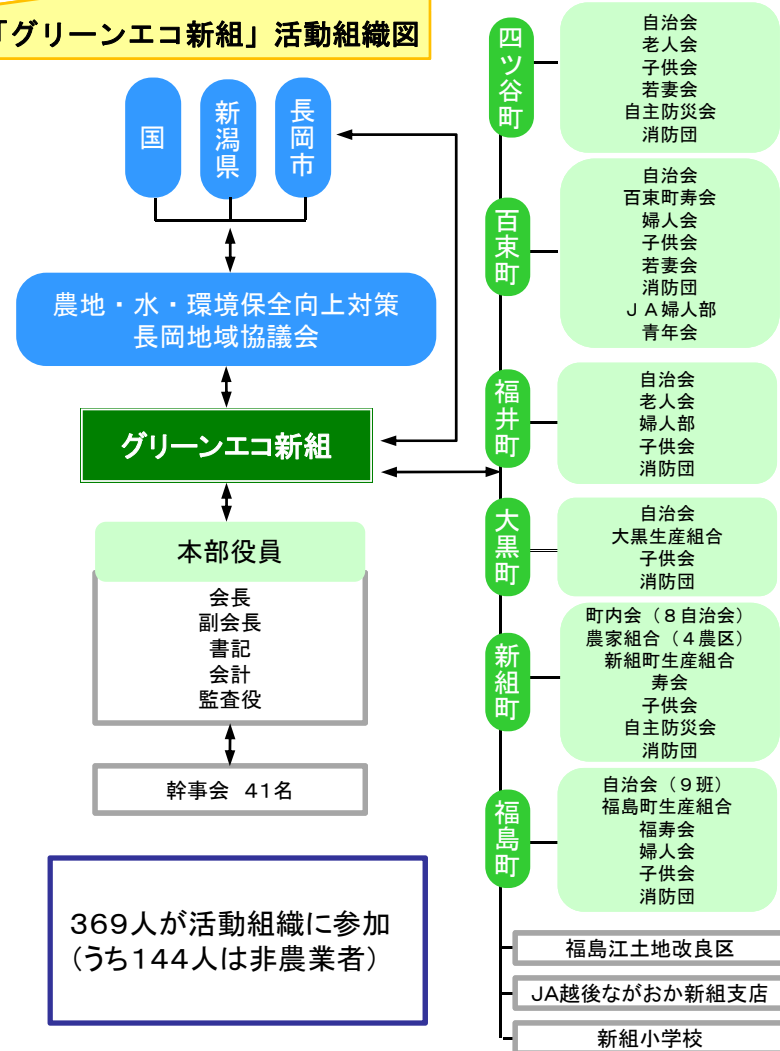 「グリーンエコ新組」活動組織図
国
新潟県
長岡市
農地・水・環境保全向上対策
長岡地域協議会
グリーンエコ新組
本部役員
会長
副会長
書記
会計
監査役
幹事会 41名
369人が活動組織に参加
(うち144人は非農業者)
四ツ谷町
自治会
老人会
子供会
若妻会
自主防災会
消防団
百束町
自治会
百束町寿会
婦人会
子供会
若妻会
消防団
JA婦人部
青年会
福井町
自治会
老人会
婦人部
子供会
消防団
大黒町
自治会
大黒生産組合
子供会
消防団
新組町
町内会(8自治会)
農家組合(4農区)
新組町生産組合
寿会
子供会
自主防災会
消防団
福島町
自治会(9班)
福島町生産組合
福寿会
婦人会
子供会
消防団
福島江土地改良区
JA越後ながおか新組支店
新組小学校